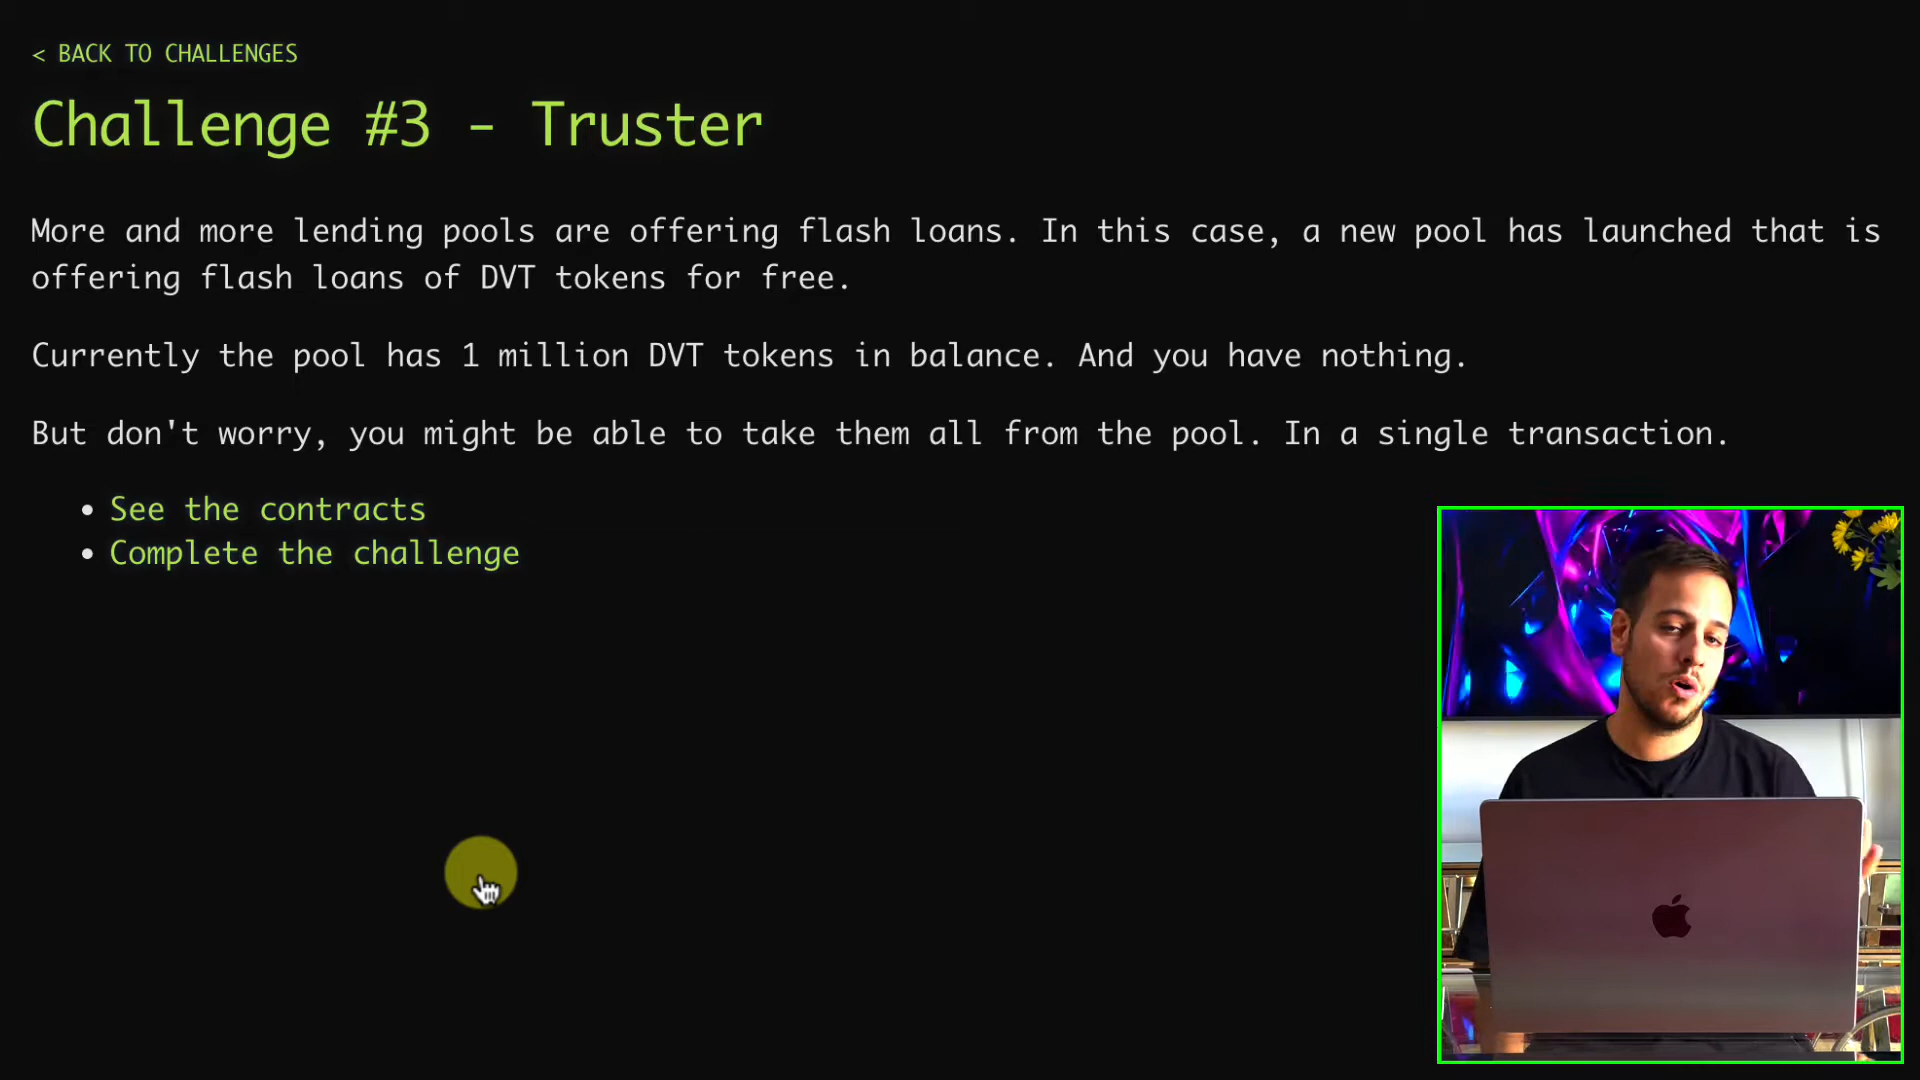 < BACK TO CHALLENGES
Challenge #3 - Truster
More and more lending pools are offering flash loans. In this case, a new pool has launched that is
offering flash loans of DVT tokens for free.
Currently the pool has 1 million DVT tokens in balance. And you have nothing.
But don't worry, you might be able to take them all from the pool. In a single transaction.
• See the contracts
• Complete the challenge